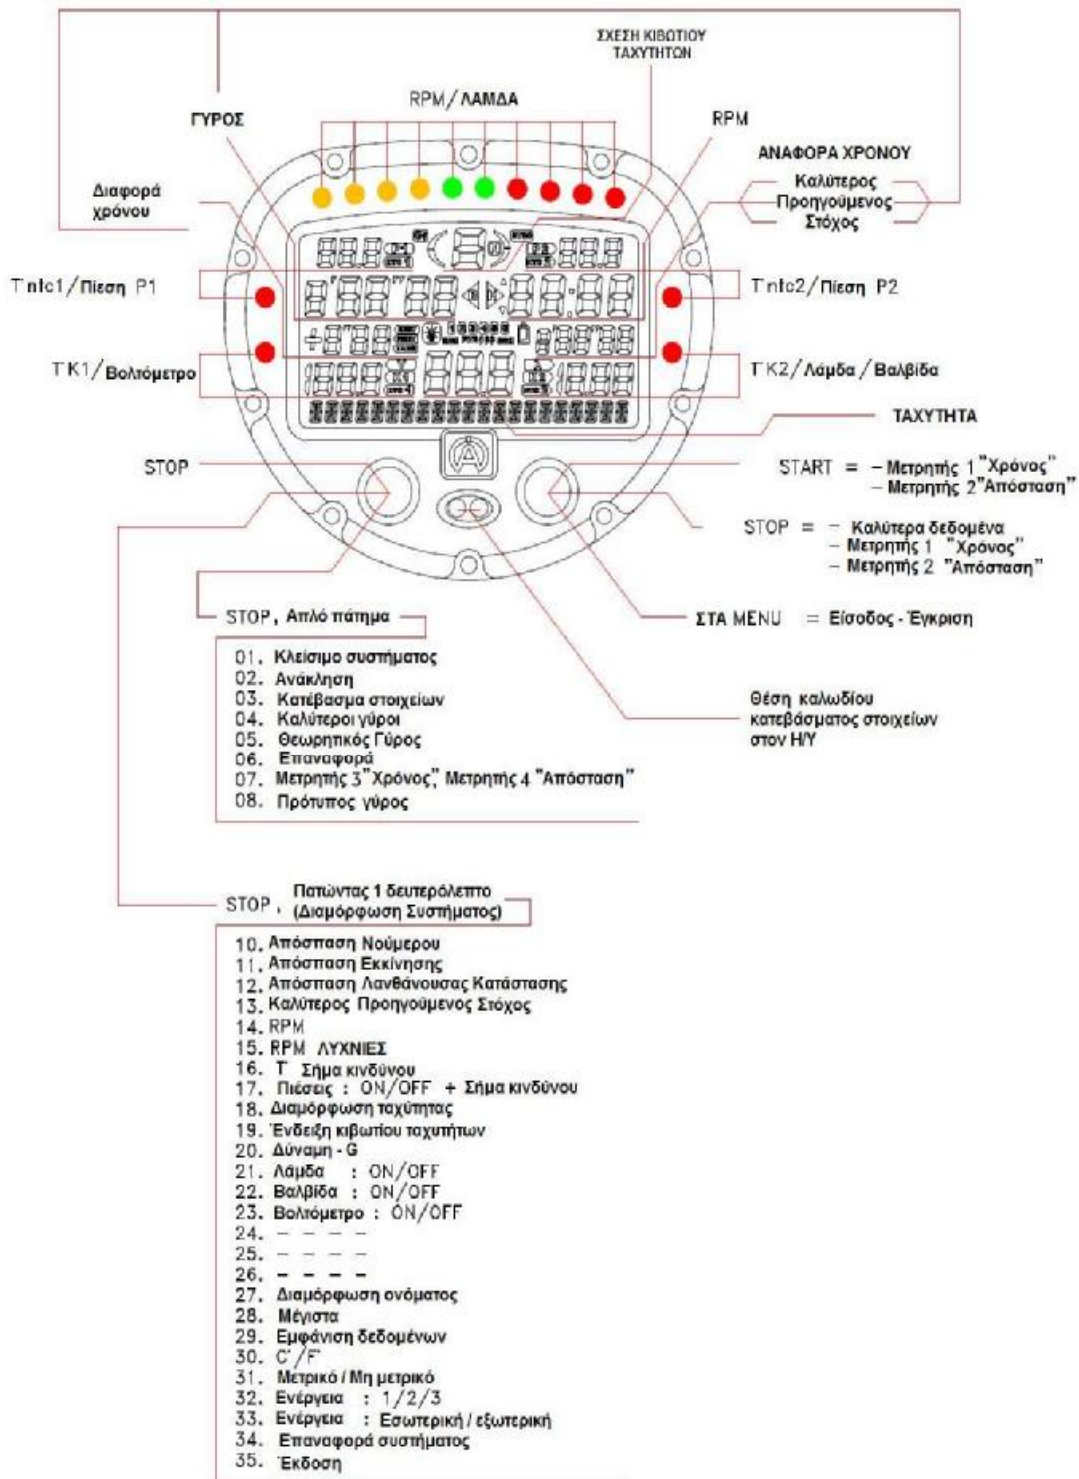 ΣΧΕΣΗ ΚΙΒΩΤΙΟΥ
ΤΑΧΥΤΗΤΩΝ
RPM/ΛΑΜΔΑ
ΓΥΡΟΣ
RPM
ΑΝΑΦΟΡΑ ΧΡΟΝΟΥ
Καλύτερος
Προηγούμενος
Στόχος
Διαφορά
χρόνου
T˙ntc1/Πίεση P1
T˙ntc2/Πίεση P2
T˙K1/Βολτόμετρο
T˙K2/Λάμδα/Βαλβίδα
ΤΑΧΥΤΗΤΑ
STOP
START = – Μετρητής 1 "Χρόνος"
– Μετρητής 2 "Απόσταση"
STOP = – Καλύτερα δεδομένα
– Μετρητής 1 "Χρόνος"
– Μετρητής 2 "Απόσταση"
STOP, Απλό πάτημα
ΣΤΑ MENU = Είσοδος - Έγκριση
01. Κλείσιμο συστήματος
02. Ανάκληση
03. Κατέβασμα στοιχείων
04. Καλύτεροι γύροι
05. Θεωρητικός Γύρος
06. Επαναφορά
07. Μετρητής 3 "Χρόνος", Μετρητής 4 "Απόσταση"
08. Πρότυπος γύρος
Θέση καλωδίου
κατεβάσματος στοιχείων
στον Η/Υ
STOP, Πατώντας 1 δευτερόλεπτο
(Διαμόρφωση Συστήματος)
10. Απόσπαση Νούμερου
11. Απόσπαση Εκκίνησης
12. Απόσπαση Λανθάνουσας Κατάστασης
13. Καλύτερος Προηγούμενος Στόχος
14. RPM
15. RPM ΛΥΧΝΙΕΣ
16. T˙ Σήμα κινδύνου
17. Πιέσεις : ON/OFF + Σήμα κινδύνου
18. Διαμόρφωση ταχύτητας
19. Ένδειξη κιβωτίου ταχυτήτων
20. Δύναμη - G
21. Λάμδα : ON/OFF
22. Βαλβίδα : ON/OFF
23. Βολτόμετρο : ON/OFF
24. – – – –
25. – – – –
26. – – – –
27. Διαμόρφωση ονόματος
28. Μέγιστα
29. Εμφάνιση δεδομένων
30. C˙/F˙
31. Μετρικό / Μη μετρικό
32. Ενέργεια : 1/2/3
33. Ενέργεια : Εσωτερική / εξωτερική
34. Επαναφορά συστήματος
35. Έκδοση